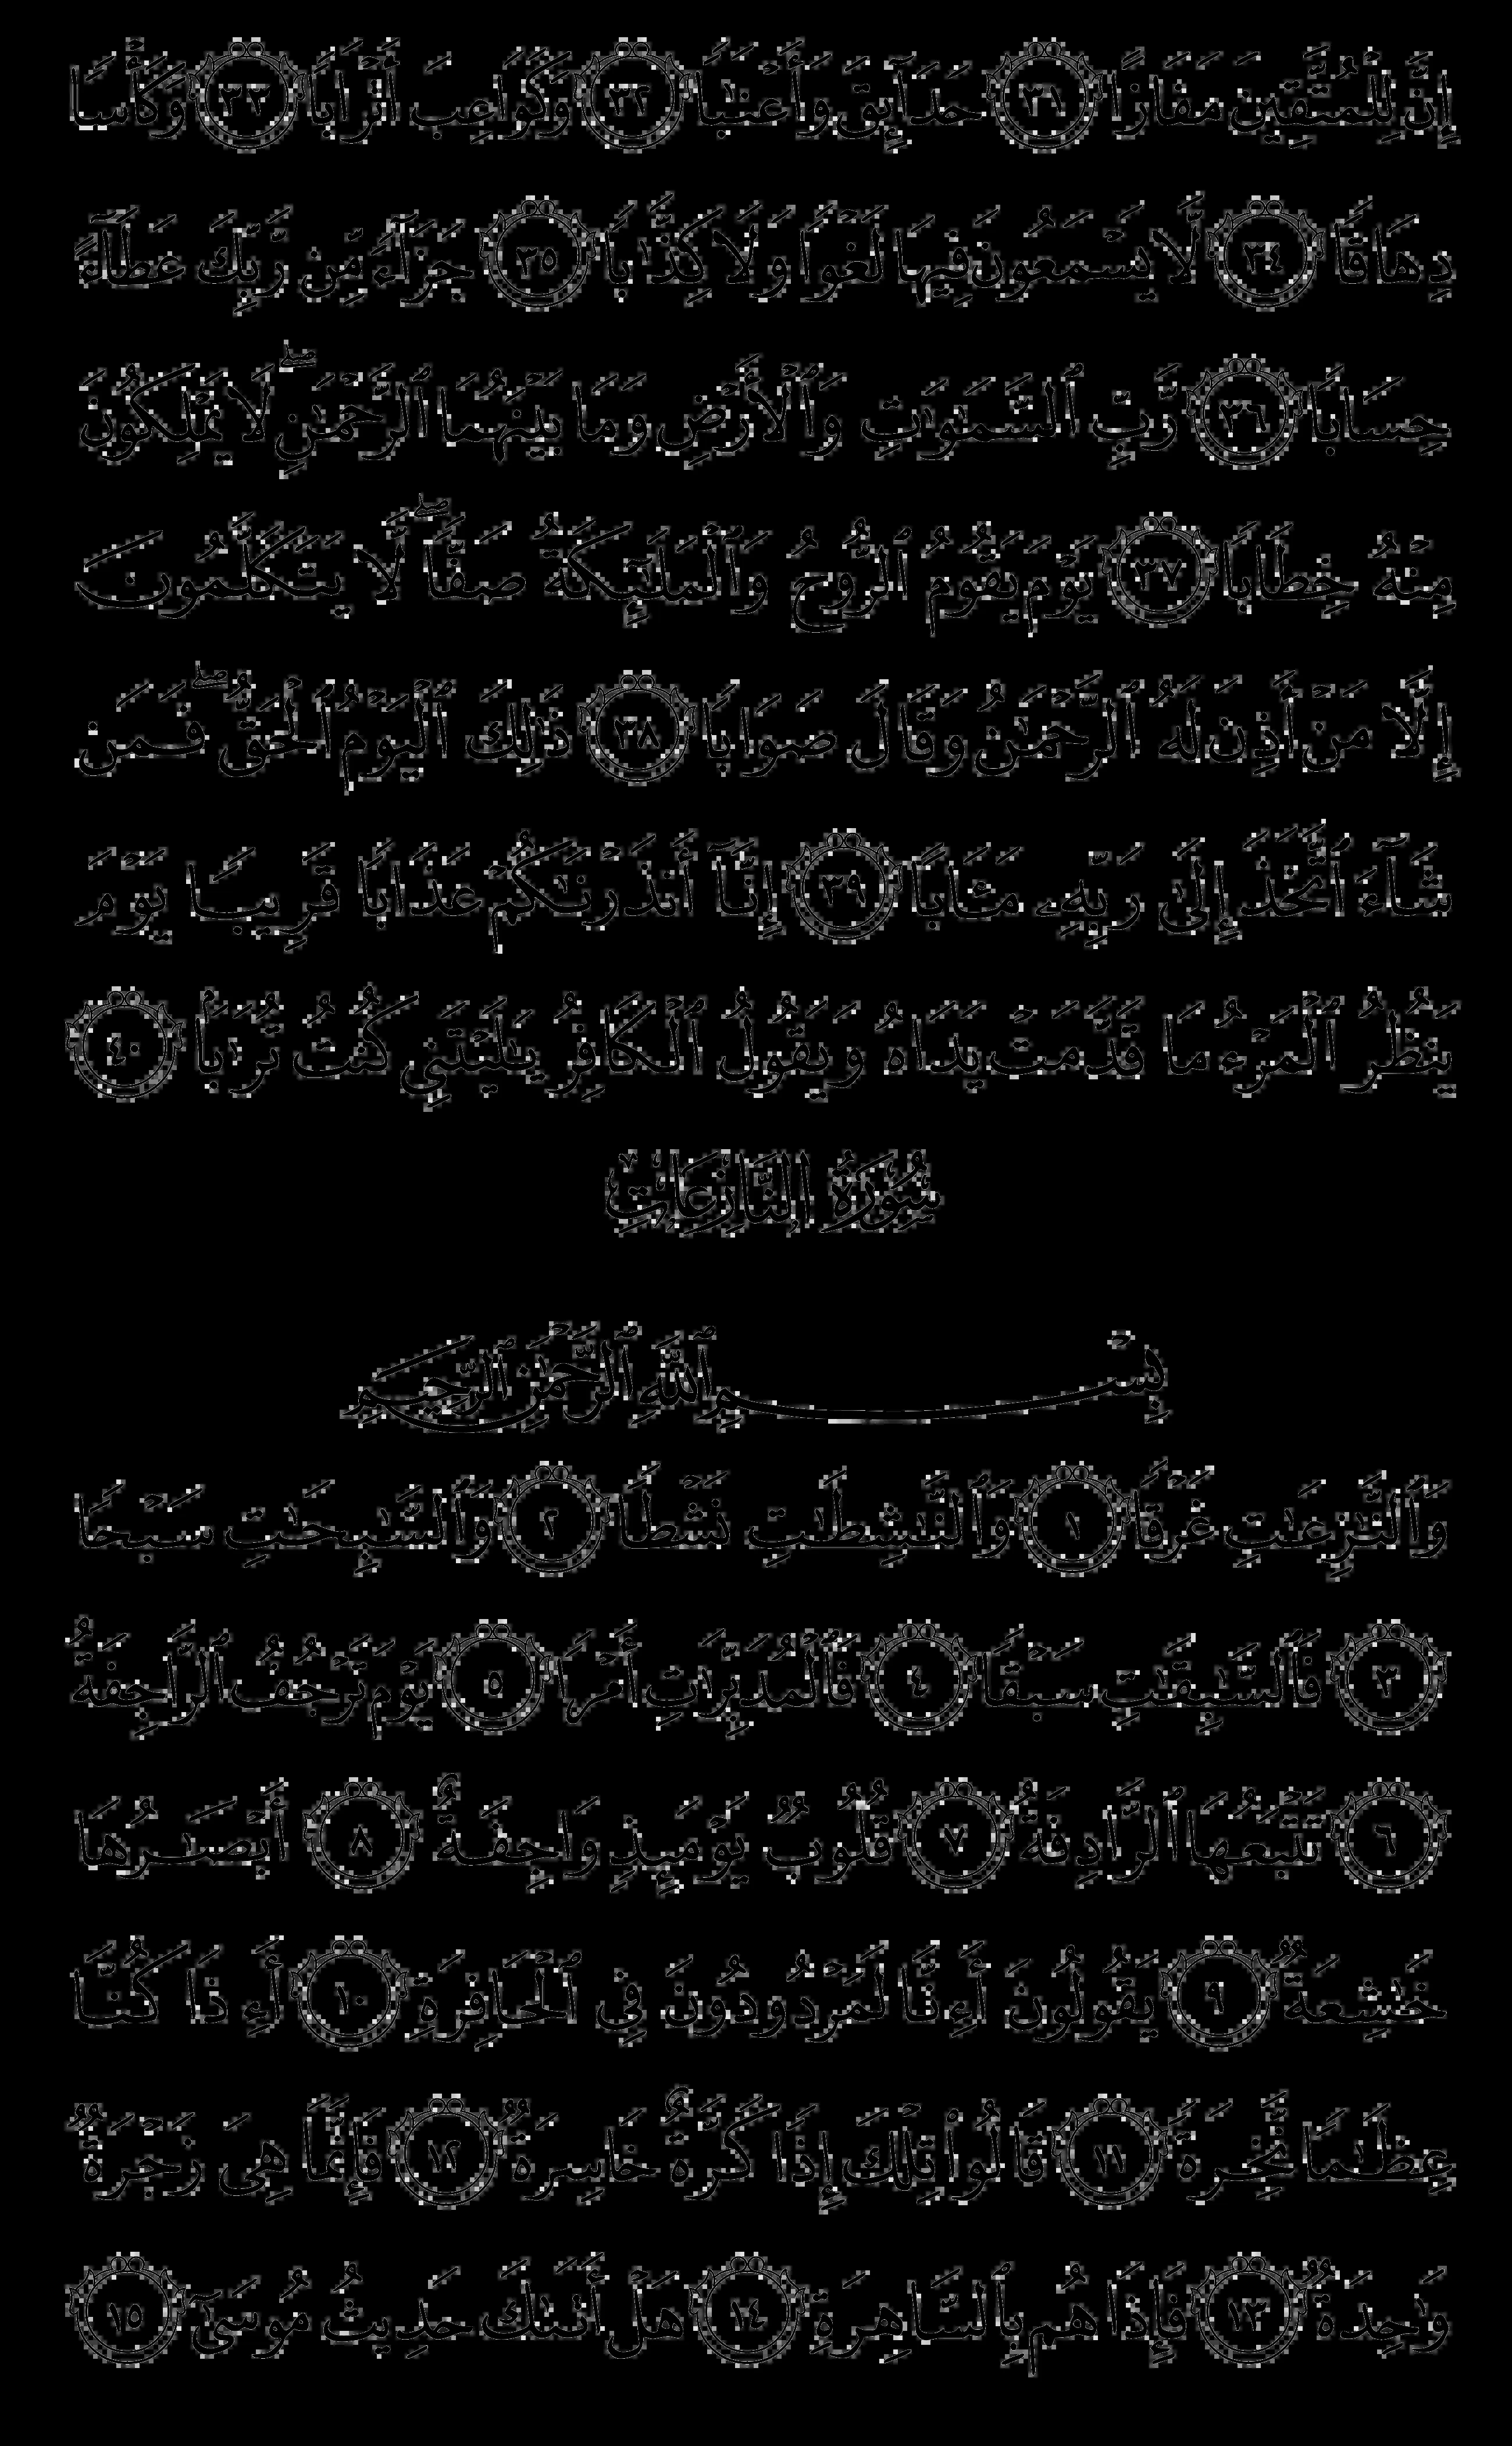 إِنَّ لِلْمُتَّقِينَ مَفَازًا ٣١ حَدَآئِقَ وَأَعْنَٰبًا ٣٢ وَكَوَاعِبَ أَتْرَابًا ٣٣ وَكَأْسًا
دِهَاقًا ٣٤ لَّا يَسْمَعُونَ فِيهَا لَغْوًا وَلَا كِذَّٰبًا ٣٥ جَزَآءً مِّن رَّبِّكَ عَطَآءً
حِسَابًا ٣٦ رَّبِّ ٱلسَّمَٰوَٰتِ وَٱلْأَرْضِ وَمَا بَيْنَهُمَا ٱلرَّحْمَٰنِ ۖ لَا يَمْلِكُونَ
مِنْهُ خِطَابًا ٣٧ يَوْمَ يَقُومُ ٱلرُّوحُ وَٱلْمَلَٰٓئِكَةُ صَفًّا ۖ لَّا يَتَكَلَّمُونَ
إِلَّا مَنْ أَذِنَ لَهُ ٱلرَّحْمَٰنُ وَقَالَ صَوَابًا ٣٨ ذَٰلِكَ ٱلْيَوْمُ ٱلْحَقُّ ۖ فَمَن
شَآءَ ٱتَّخَذَ إِلَىٰ رَبِّهِۦ مَـَٔابًا ٣٩ إِنَّآ أَنذَرْنَٰكُمْ عَذَابًا قَرِيبًا يَوْمَ
يَنظُرُ ٱلْمَرْءُ مَا قَدَّمَتْ يَدَاهُ وَيَقُولُ ٱلْكَافِرُ يَٰلَيْتَنِى كُنتُ تُرَٰبًۢا ٤٠
سُورَةُ النَّازِعَاتِ
بِسْمِ ٱللَّهِ ٱلرَّحْمَٰنِ ٱلرَّحِيمِ
وَٱلنَّٰزِعَٰتِ غَرْقًا ١ وَٱلنَّٰشِطَٰتِ نَشْطًا ٢ وَٱلسَّٰبِحَٰتِ سَبْحًا
٣ فَٱلسَّٰبِقَٰتِ سَبْقًا ٤ فَٱلْمُدَبِّرَٰتِ أَمْرًا ٥ يَوْمَ تَرْجُفُ ٱلرَّاجِفَةُ
٦ تَتْبَعُهَا ٱلرَّادِفَةُ ٧ قُلُوبٌ يَوْمَئِذٍ وَاجِفَةٌ ٨ أَبْصَٰرُهَا
خَٰشِعَةٌ ٩ يَقُولُونَ أَءِنَّا لَمَرْدُودُونَ فِى ٱلْحَافِرَةِ ١٠ أَءِذَا كُنَّا
عِظَٰمًا نَّخِرَةً ١١ قَالُوا۟ تِلْكَ إِذًا كَرَّةٌ خَاسِرَةٌ ١٢ فَإِنَّمَا هِىَ زَجْرَةٌ
وَٰحِدَةٌ ١٣ فَإِذَا هُم بِٱلسَّاهِرَةِ ١٤ هَلْ أَتَىٰكَ حَدِيثُ مُوسَىٰٓ ١٥